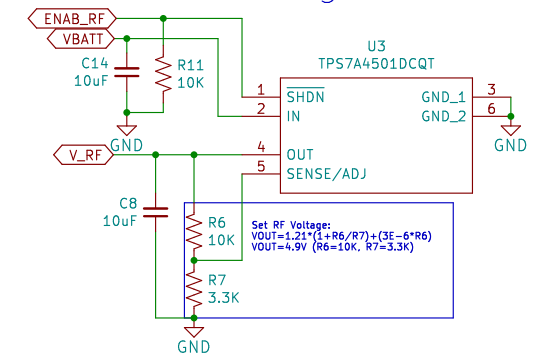 ENAB_RF
VBATT
C14
10uF
R11
10K
GND
U3
TPS7A4501DCQT
1
SHDN
2
IN
3
GND_1
6
GND_2
GND
V_RF
4
OUT
5
SENSE/ADJ
C8
10uF
R6
10K
Set RF Voltage:
VOUT=1.21*(1+R6/R7)+(3E-6*R6)
VOUT=4.9V (R6=10K, R7=3.3K)
R7
3.3K
GND